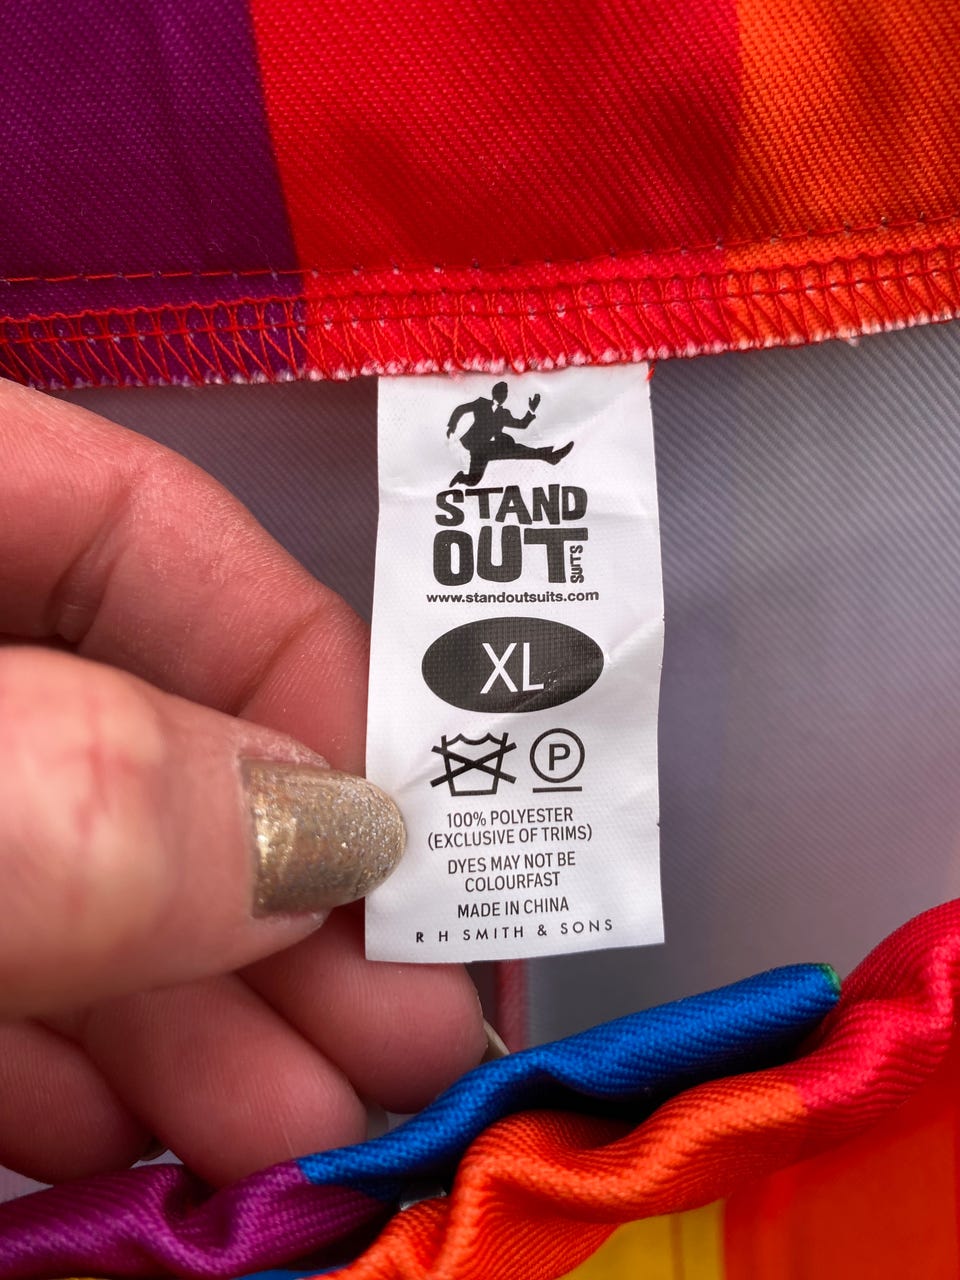 STAND
OUT
SUITS
www.standoutsuits.com
XL
P
100% POLYESTER
(EXCLUSIVE OF TRIMS)
DYES MAY NOT BE
COLOURFAST
MADE IN CHINA
R H SMITH & SONS